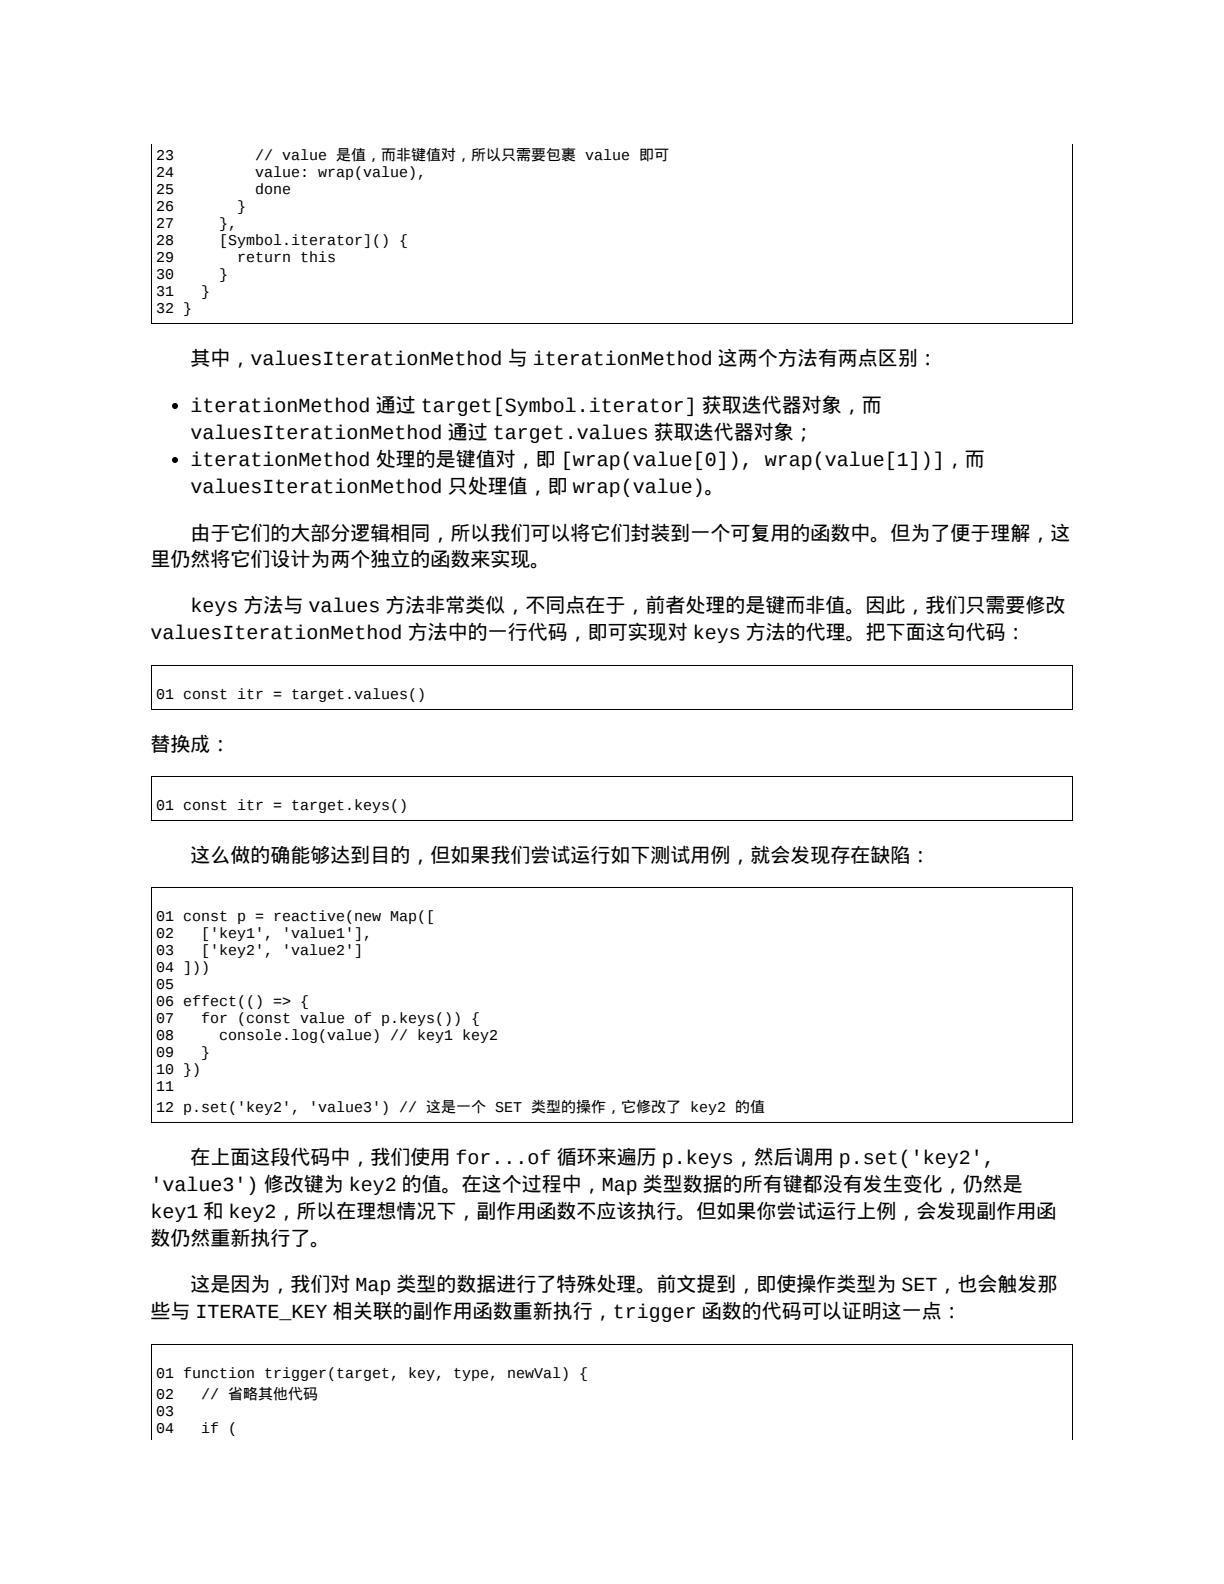 23         // value 是值，而非键值对，所以只需要包裹 value 即可
24         value: wrap(value),
25         done
26       }
27     },
28     [Symbol.iterator]() {
29       return this
30     }
31   }
32 }
其中，valuesIterationMethod 与 iterationMethod 这两个方法有两点区别：
• iterationMethod 通过 target[Symbol.iterator] 获取迭代器对象，而
valuesIterationMethod 通过 target.values 获取迭代器对象；
• iterationMethod 处理的是键值对，即 [wrap(value[0]), wrap(value[1])]，而
valuesIterationMethod 只处理值，即 wrap(value)。
由于它们的大部分逻辑相同，所以我们可以将它们封装到一个可复用的函数中。但为了便于理解，这
里仍然将它们设计为两个独立的函数来实现。
keys 方法与 values 方法非常类似，不同点在于，前者处理的是键而非值。因此，我们只需要修改
valuesIterationMethod 方法中的一行代码，即可实现对 keys 方法的代理。把下面这句代码：
01 const itr = target.values()
替换成：
01 const itr = target.keys()
这么做的确能够达到目的，但如果我们尝试运行如下测试用例，就会发现存在缺陷：
01 const p = reactive(new Map([
02   ['key1', 'value1'],
03   ['key2', 'value2']
04 ]))
05
06 effect(() => {
07   for (const value of p.keys()) {
08     console.log(value) // key1 key2
09   }
10 })
11
12 p.set('key2', 'value3') // 这是一个 SET 类型的操作，它修改了 key2 的值
在上面这段代码中，我们使用 for...of 循环来遍历 p.keys，然后调用 p.set('key2',
'value3') 修改键为 key2 的值。在这个过程中，Map 类型数据的所有键都没有发生变化，仍然是
key1 和 key2，所以在理想情况下，副作用函数不应该执行。但如果你尝试运行上例，会发现副作用函
数仍然重新执行了。
这是因为，我们对 Map 类型的数据进行了特殊处理。前文提到，即使操作类型为 SET，也会触发那
些与 ITERATE_KEY 相关联的副作用函数重新执行，trigger 函数的代码可以证明这一点：
01 function trigger(target, key, type, newVal) {
02   // 省略其他代码
03
04   if (